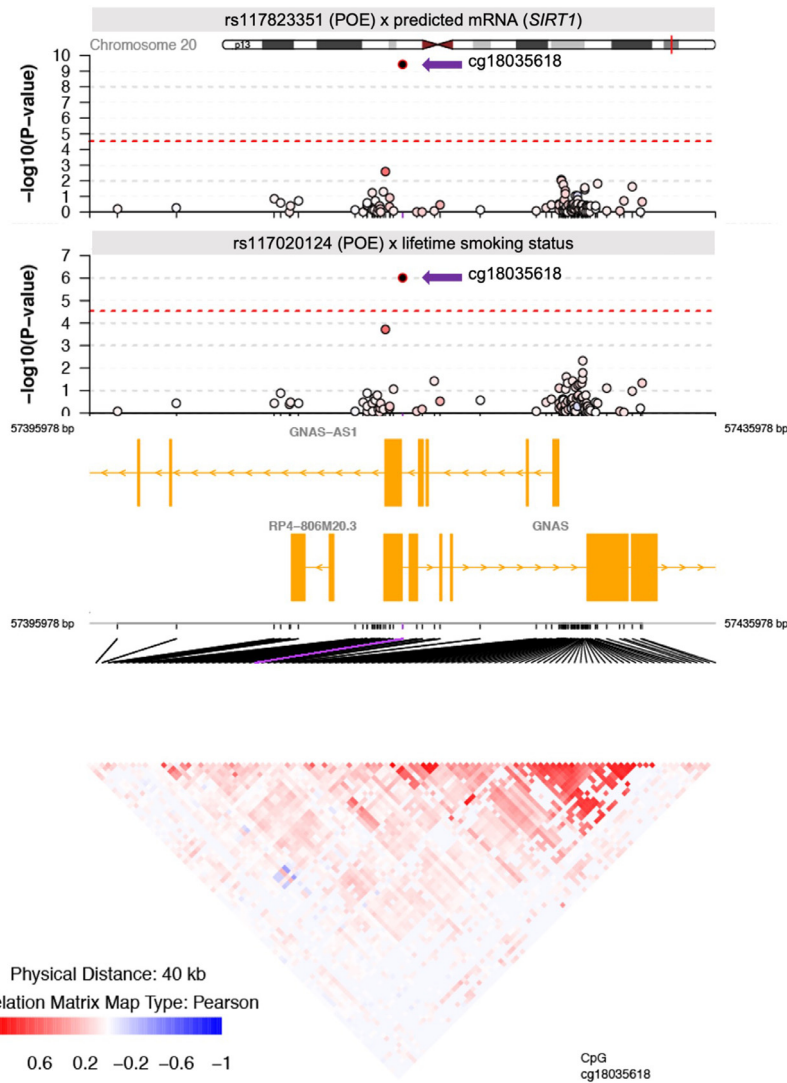 rs117823351 (POE) x predicted mRNA (SIRT1)
Chromosome 20
p13
10
9
8
7
6
5
4
3
2
1
0
−log10(P−value)
cg18035618
rs117020124 (POE) x lifetime smoking status
7
6
5
4
3
2
1
0
−log10(P−value)
cg18035618
57395978 bp
57435978 bp
GNAS−AS1
RP4−806M20.3
GNAS
57395978 bp
57435978 bp
Physical Distance: 40 kb
elation Matrix Map Type: Pearson
0.6 0.2 −0.2 −0.6 −1
CpG
cg18035618